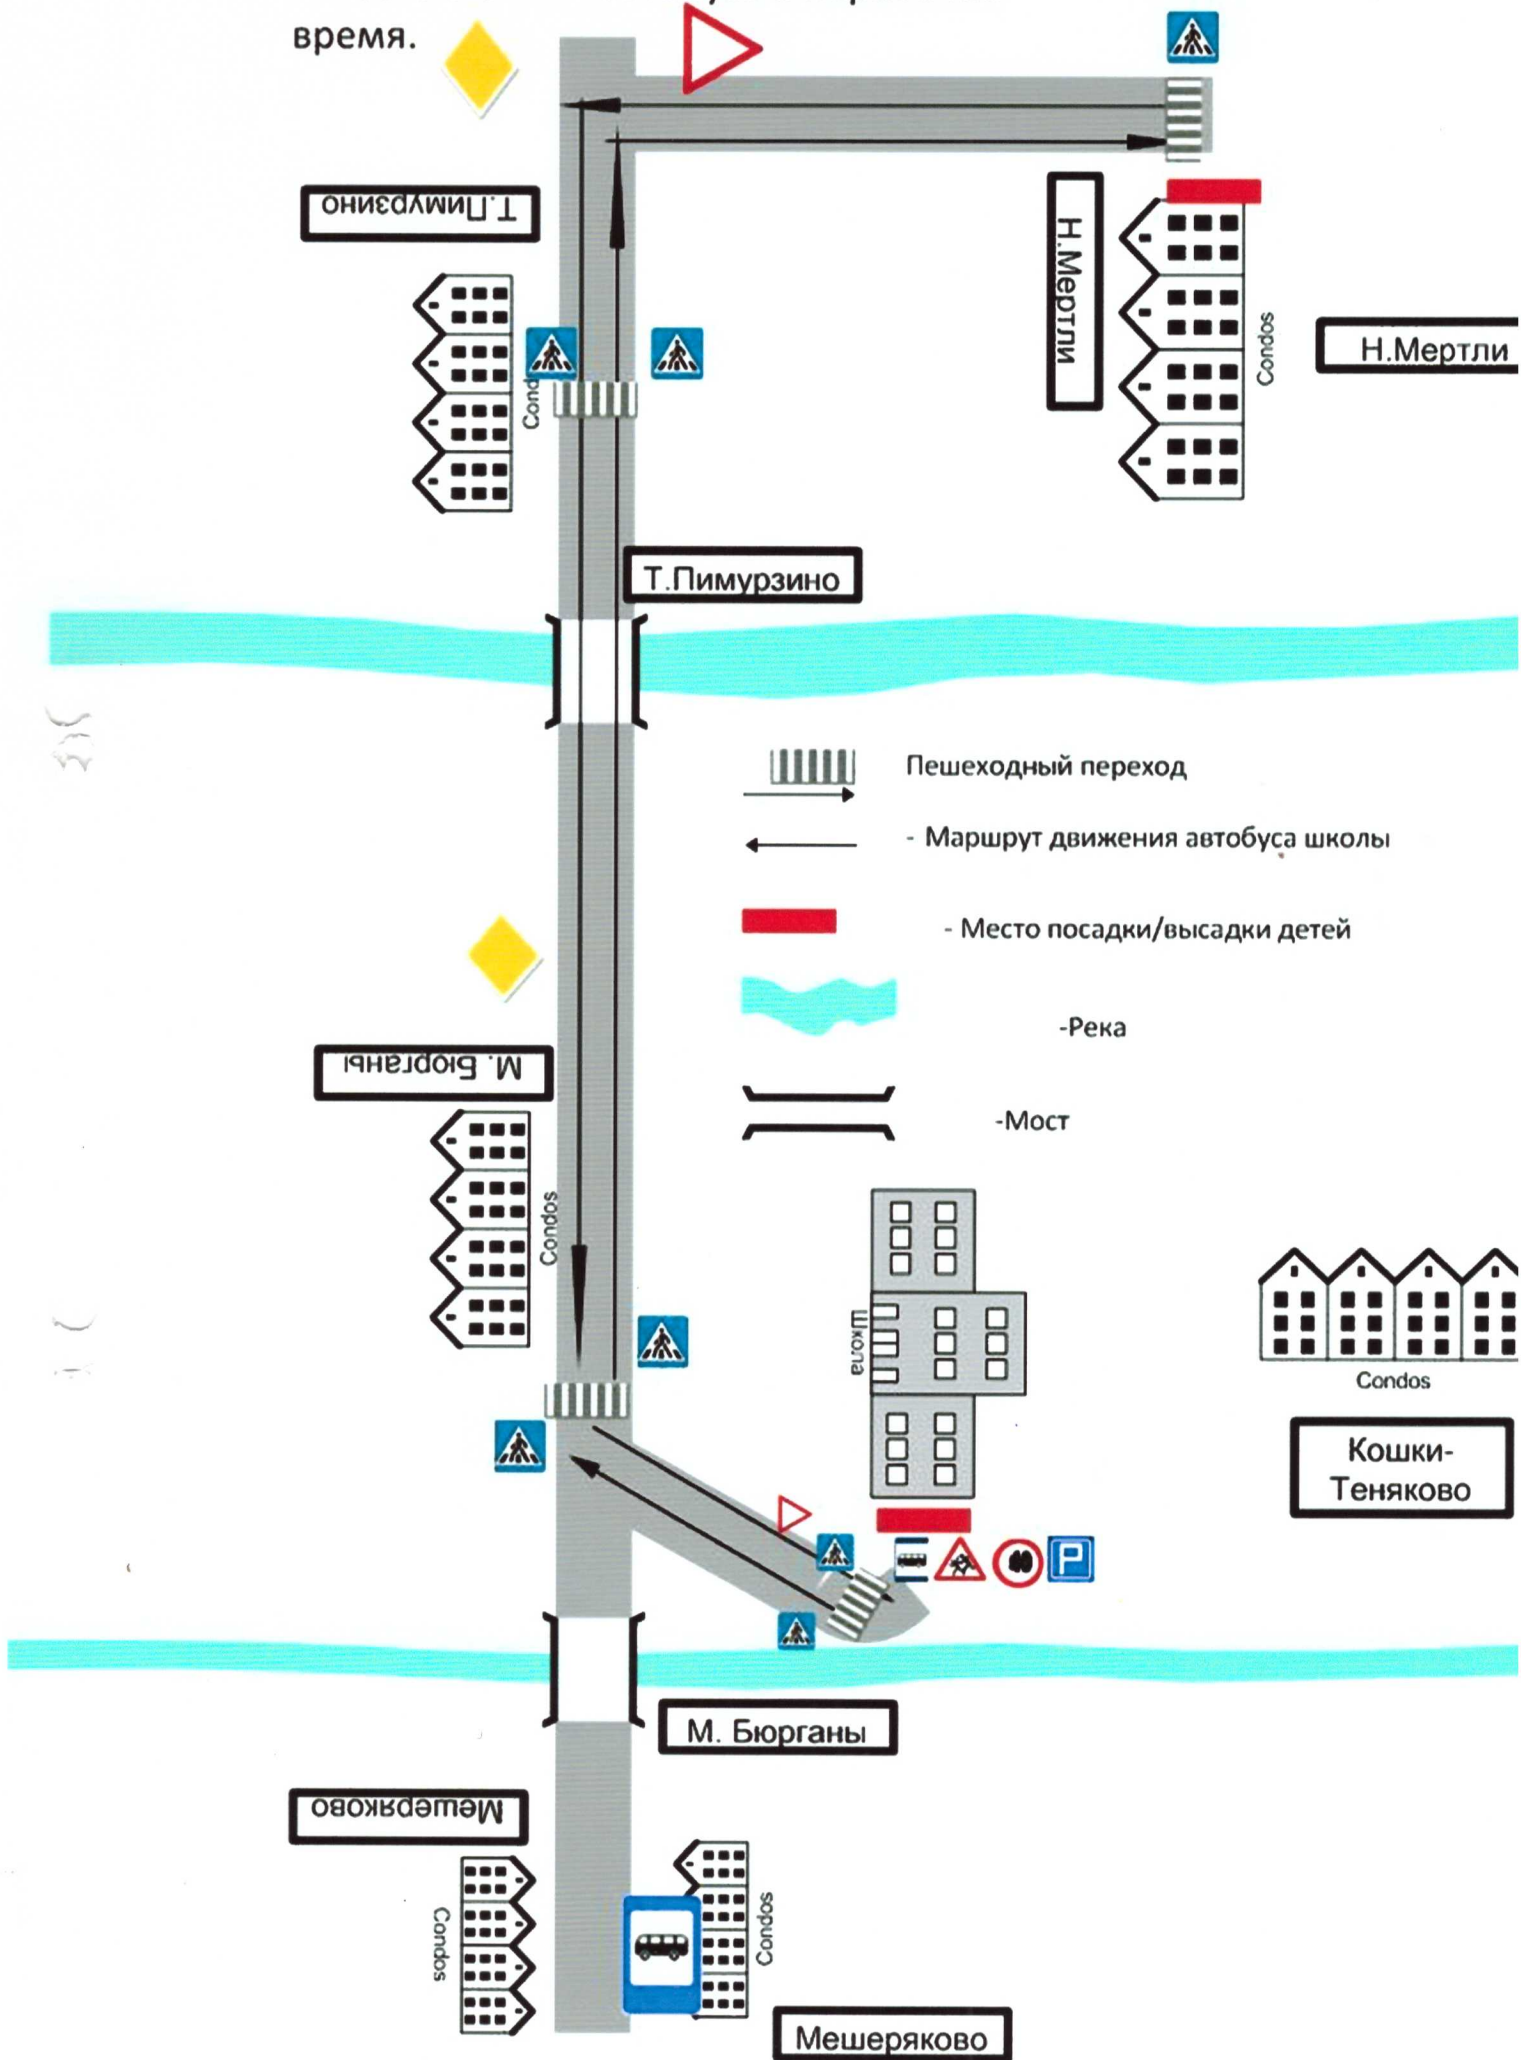 время.
Т.Пимурзино
Н.Мертли
Condos
Н.Мертли
Cond
Т.Пимурзино
Пешеходный переход
- Маршрут движения автобуса школы
- Место посадки/высадки детей
-Река
М. Бюрганы
-Мост
Condos
Школа
Condos
Кошки-
Теняково
P
М. Бюрганы
Мешеряково
Condos
Condos
Мешеряково